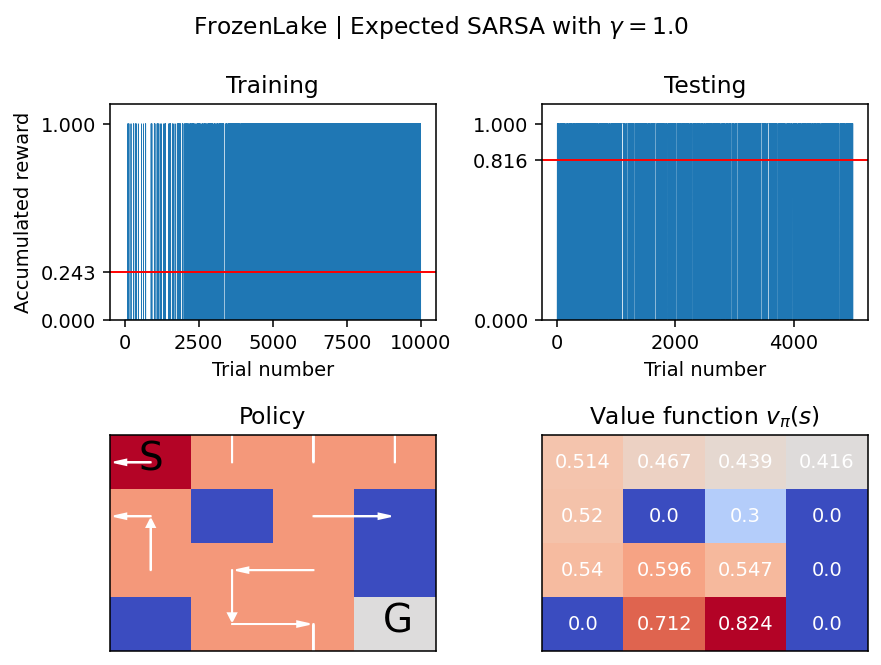 FrozenLake | Expected SARSA with γ = 1.0
Training
Accumulated reward
1.000
0.243
0.000
0 2500 5000 7500 10000
Trial number
Testing
1.000
0.816
0.000
0 2000 4000
Trial number
Policy
S
G
Value function vπ(s)
0.514 0.467 0.439 0.416
0.52 0.0 0.3 0.0
0.54 0.596 0.547 0.0
0.0 0.712 0.824 0.0